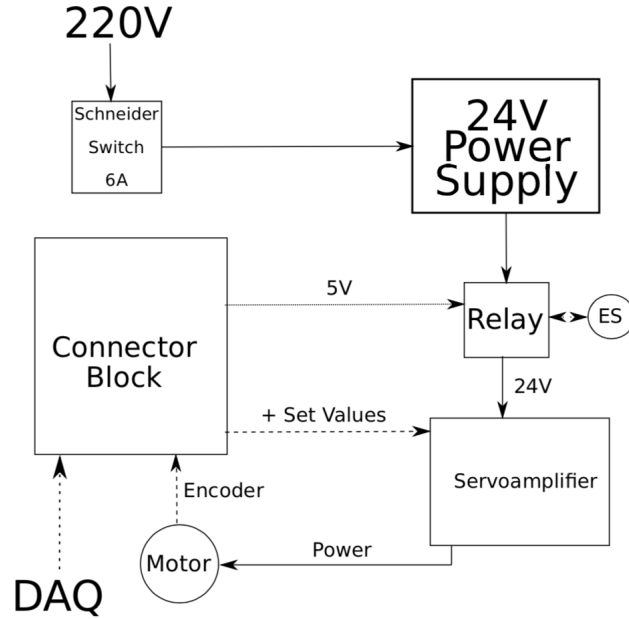 220V
Schneider
Switch
6A
24V
Power
Supply
5V
Relay
ES
Connector
Block
24V
+ Set Values
Servoamplifier
Encoder
Motor
Power
DAQ